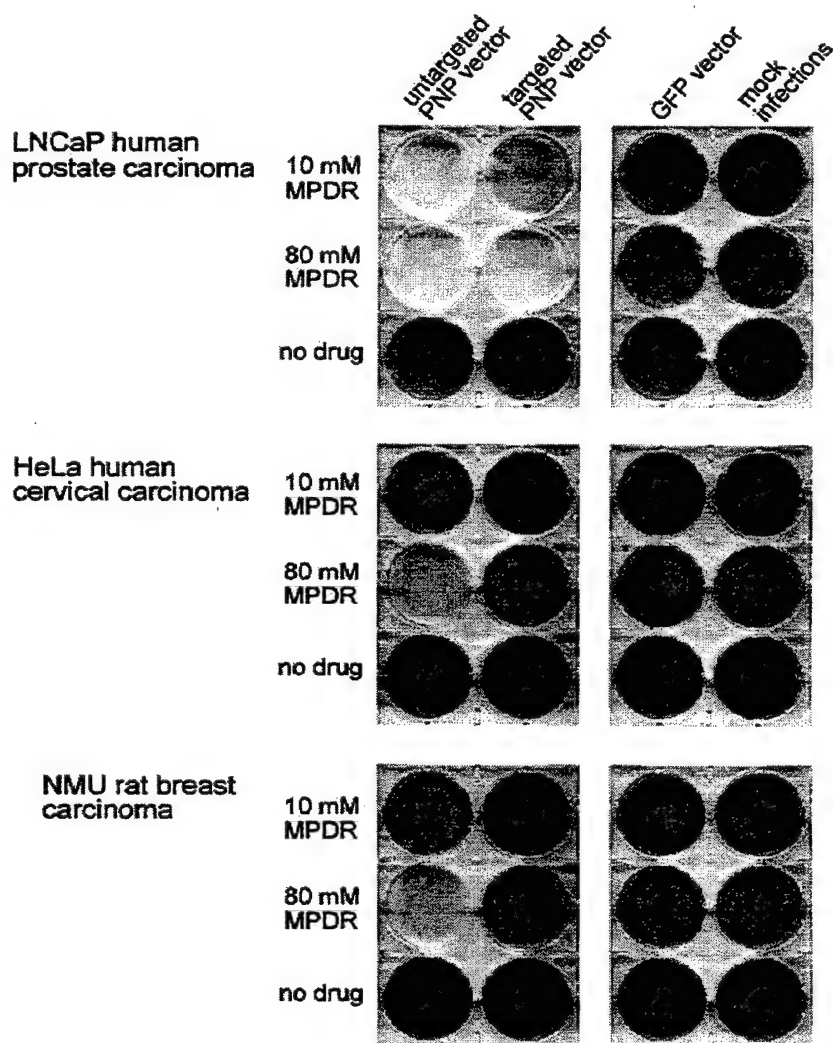 untargeted
PNP vector
targeted
PNP vector
GFP vector
mock
infections
LNCaP human
prostate carcinoma
10 mM
MPDR
80 mM
MPDR
no drug
HeLa human
cervical carcinoma
10 mM
MPDR
80 mM
MPDR
no drug
NMU rat breast
carcinoma
10 mM
MPDR
80 mM
MPDR
no drug